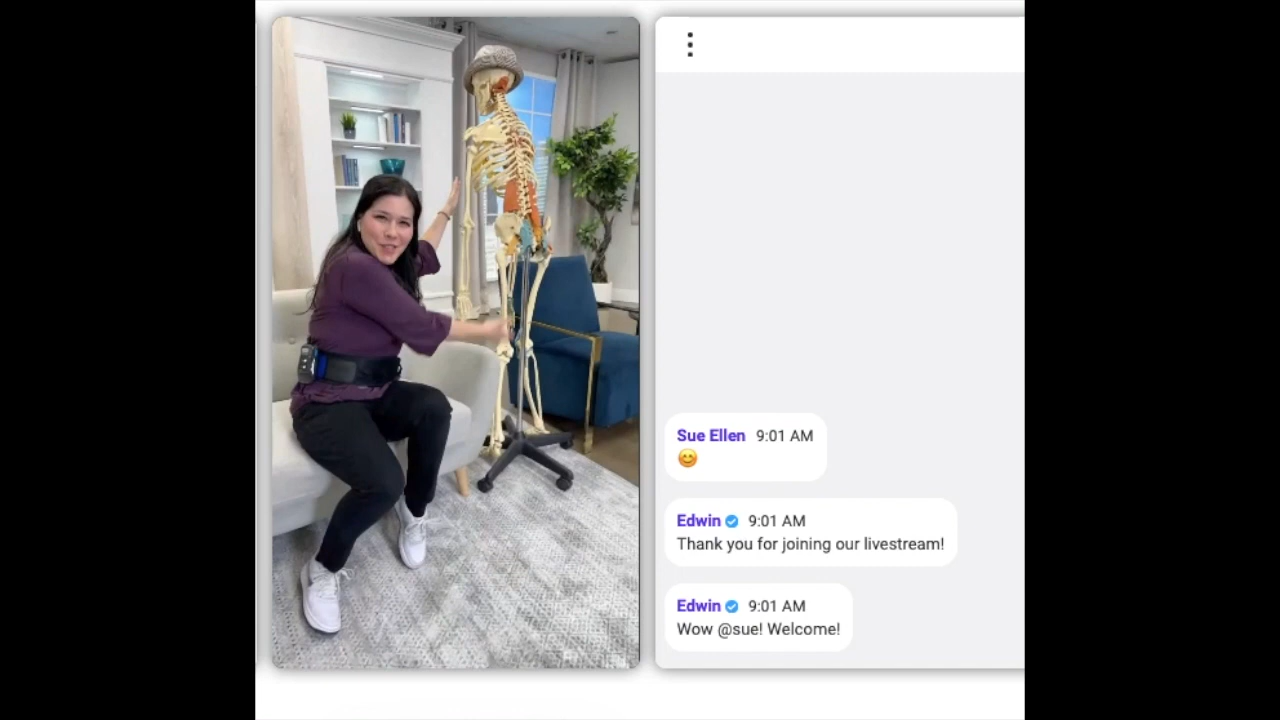 Sue Ellen 9:01 AM
😊
Edwin 9:01 AM
Thank you for joining our livestream!
Edwin 9:01 AM
Wow @sue! Welcome!